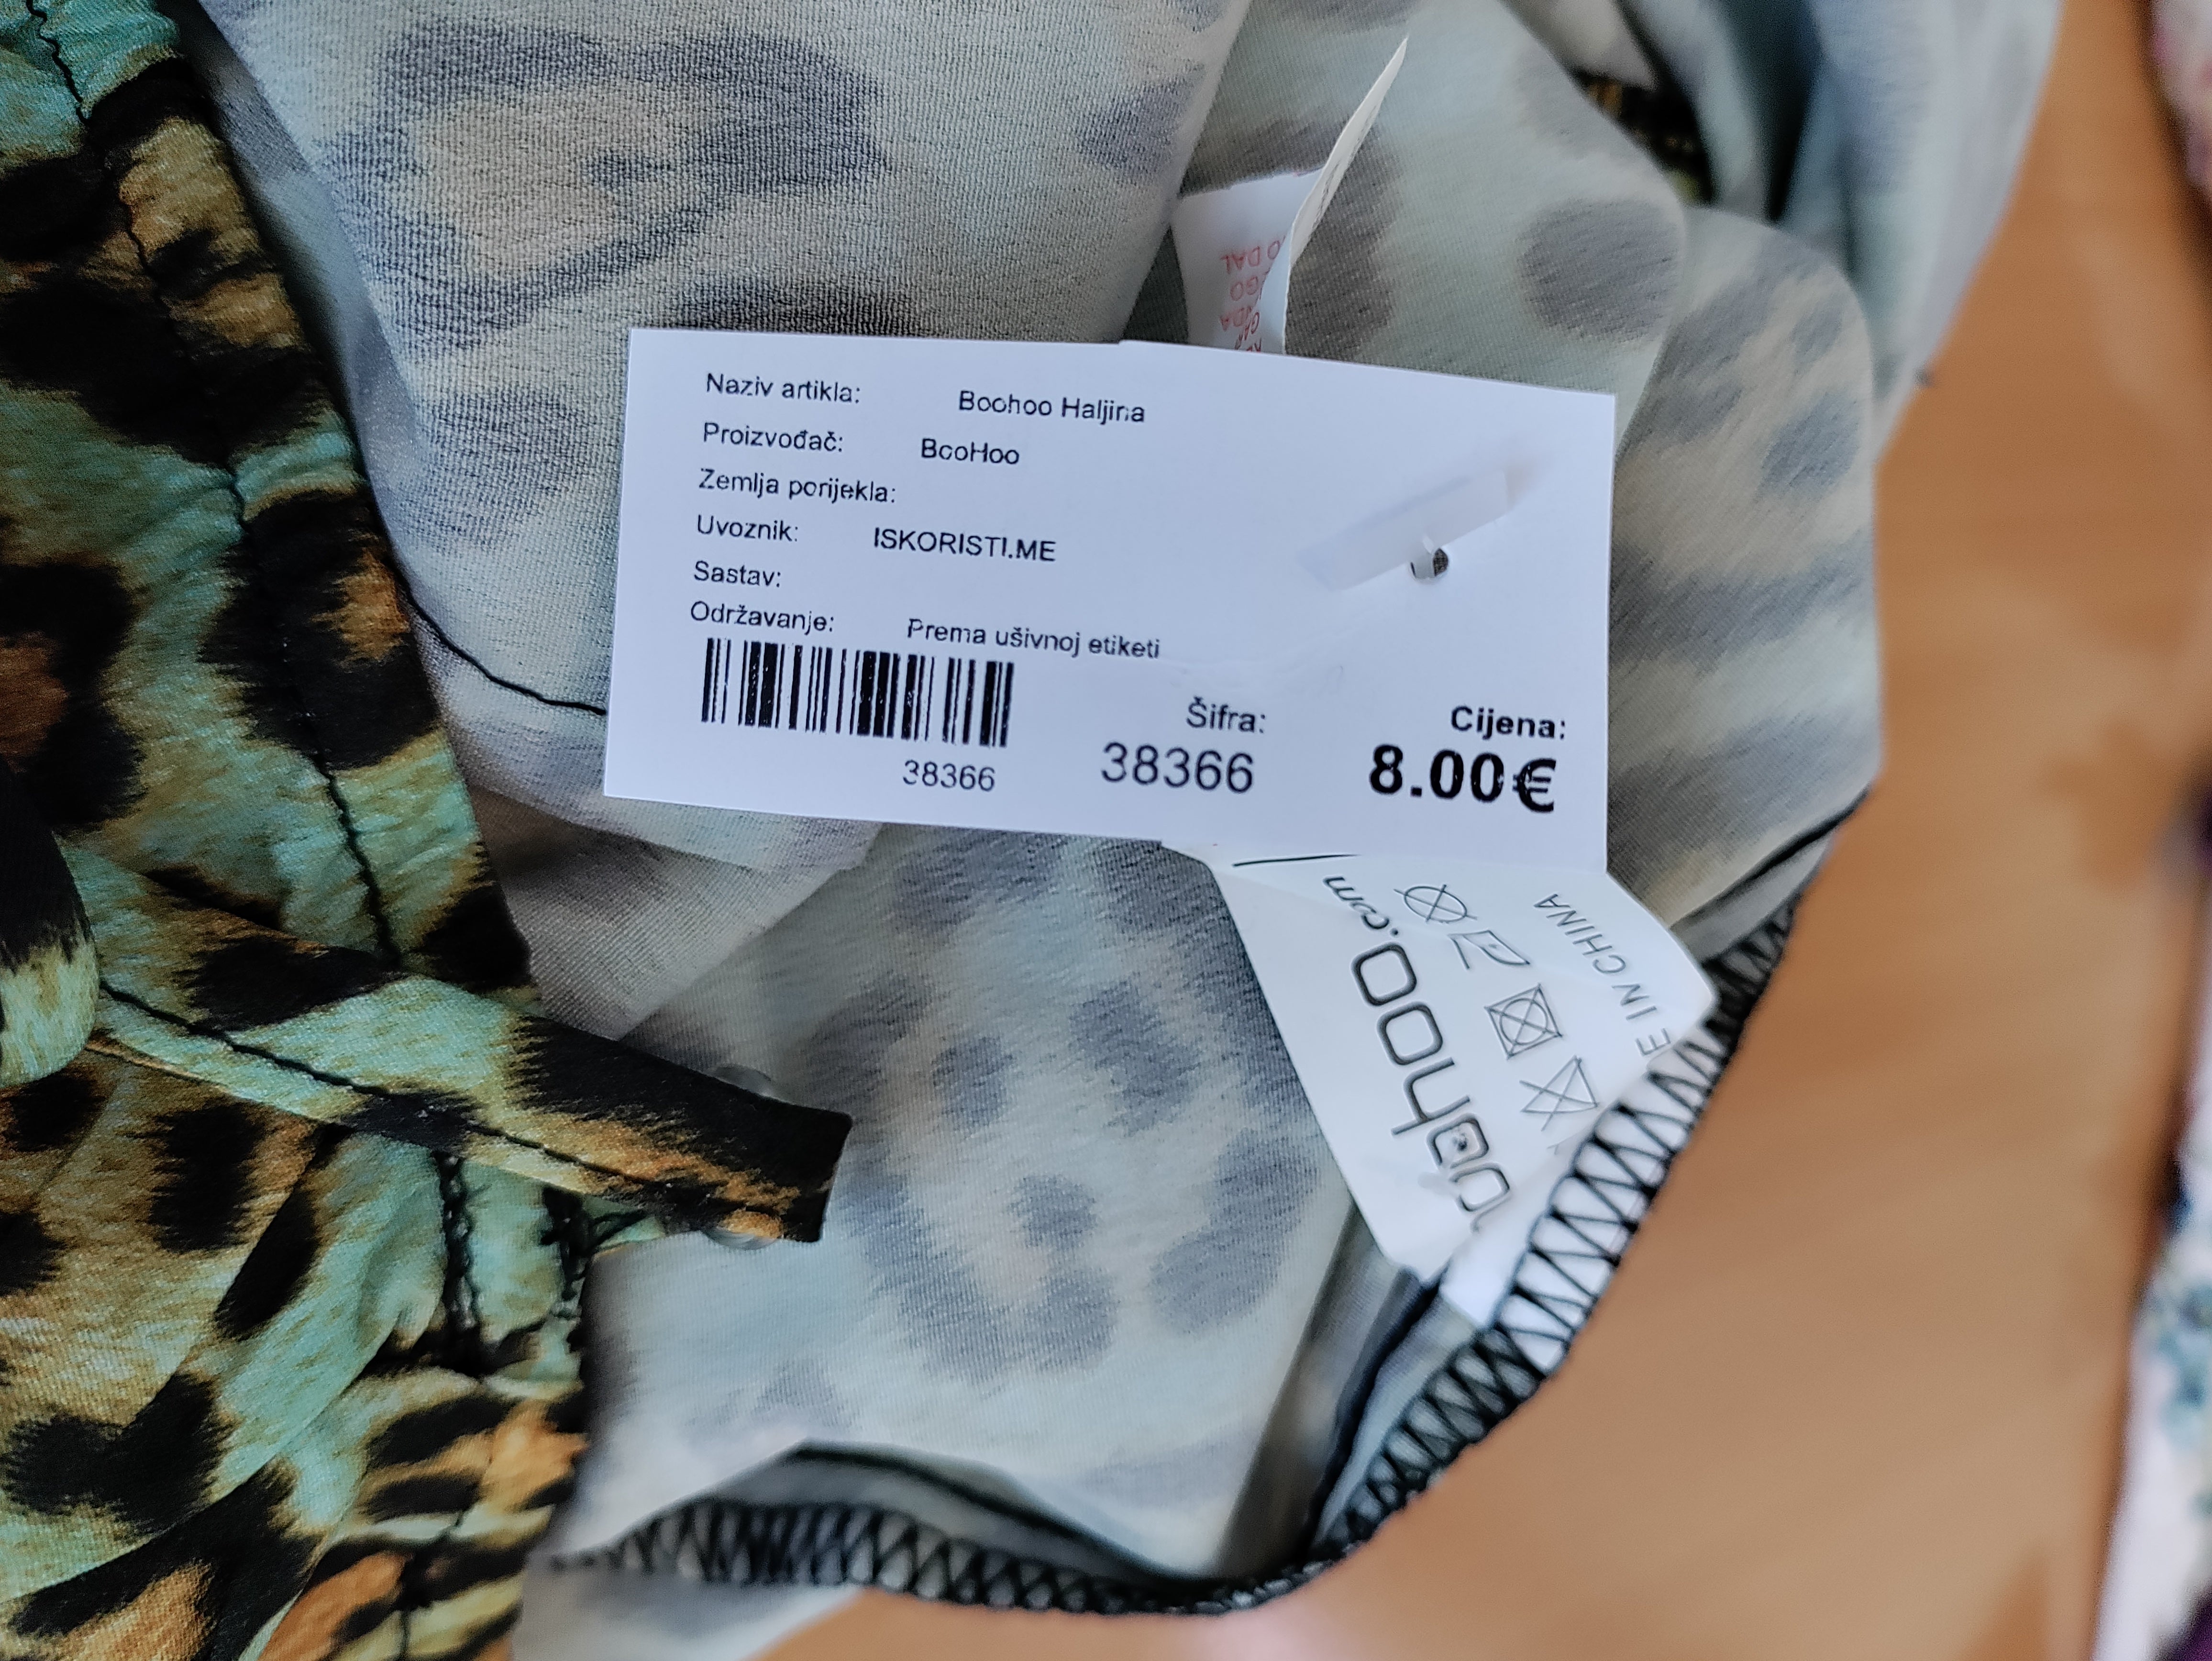 Naziv artikla: Boohoo Haljina
Proizvođač: BooHoo
Zemlja porijekla:
Uvoznik: ISKORISTI.ME
Sastav:
Održavanje: Prema ušivnoj etiketi
38366
Šifra:
38366
Cijena:
8.00€
IN CHINA